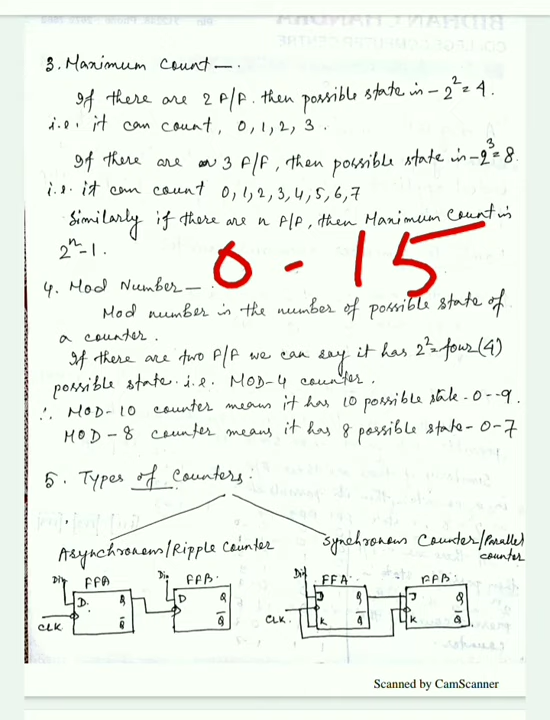 3. Maximum Count —.
If there are 2 F/F. then possible state is – 2² = 4.
i.e. it can count, 0, 1, 2, 3.
If there are 3 F/F, then possible state is – 2³ = 8
i.e. it can count 0, 1, 2, 3, 4, 5, 6, 7
Similarly if there are n F/F, then Maximum Count is
2ⁿ-1.
0 - 15
4. Mod Number —
Mod number is the number of possible state of
a counter.
If there are two F/F we can say it has 2² = four (4)
possible state. i.e. MOD-4 counter.
∴ MOD-10 counter means it has 10 possible state - 0--9.
MOD-8 counter means it has 8 possible state - 0-7
5. Types of Counters.
Asynchronous/Ripple Counter
Synchronous Counter/Parallel
counter
Din FFA Din FFB.
D Q D Q
CLK Q̅ Q̅
Din FFA FFB.
J Q J Q
CLK. K Q̅ K Q̅
Scanned by CamScanner